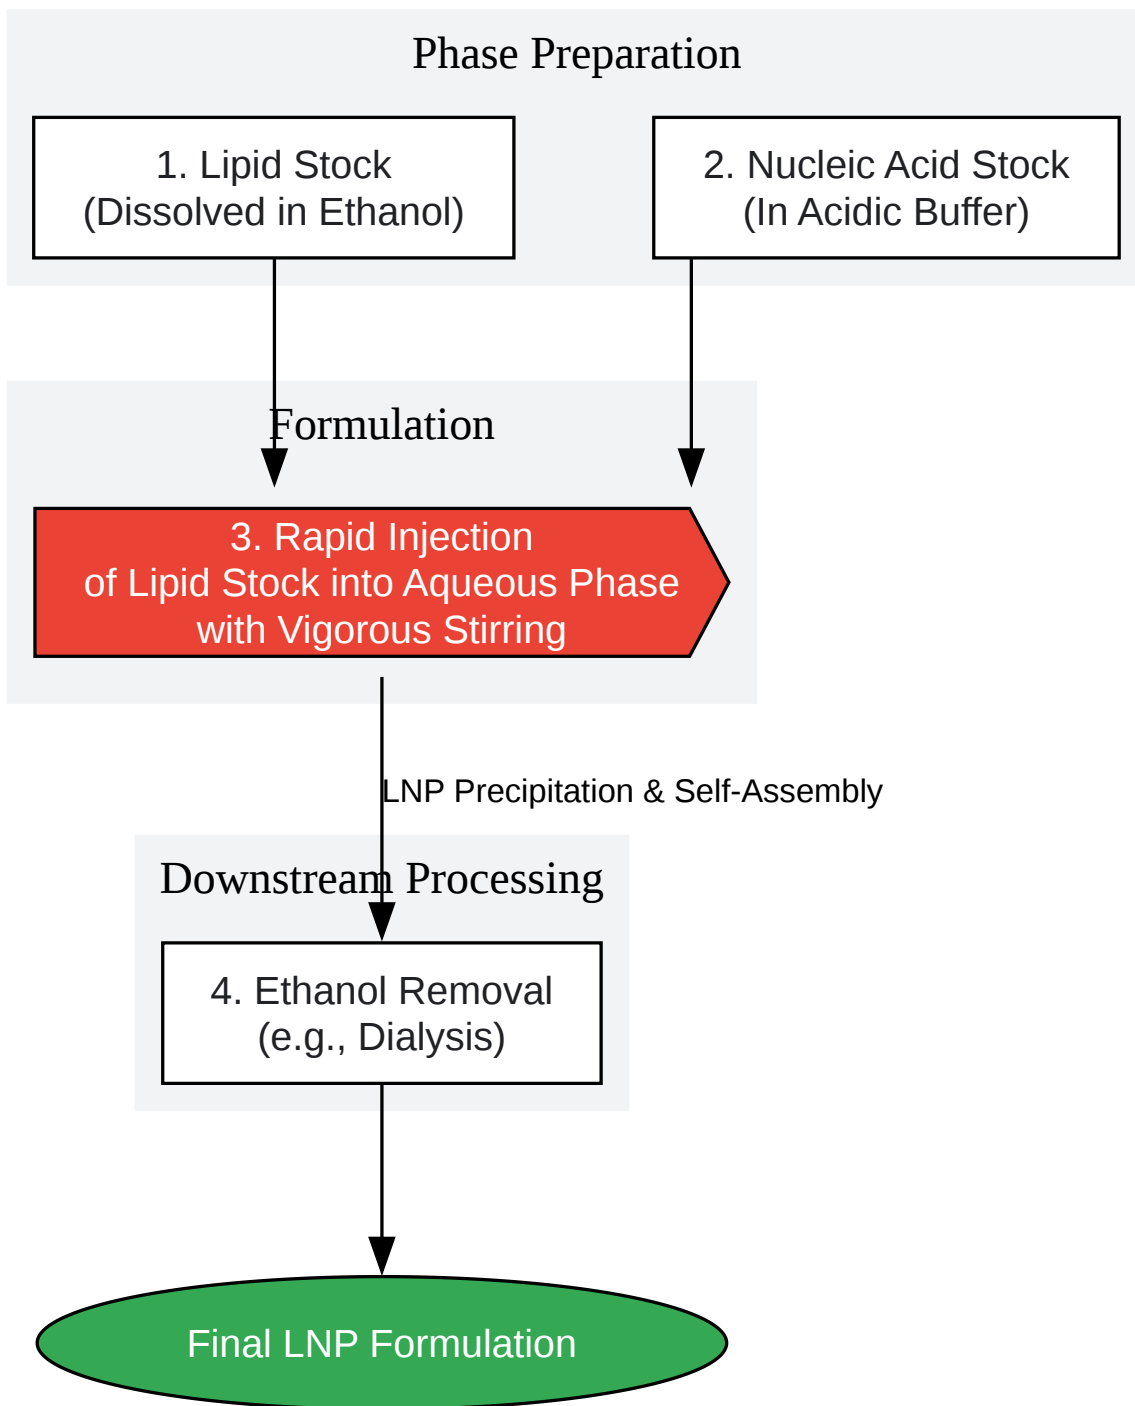 Phase Preparation
1. Lipid Stock
(Dissolved in Ethanol)
2. Nucleic Acid Stock
(In Acidic Buffer)
Formulation
3. Rapid Injection
of Lipid Stock into Aqueous Phase
with Vigorous Stirring
LNP Precipitation & Self-Assembly
Downstream Processing
4. Ethanol Removal
(e.g., Dialysis)
Final LNP Formulation